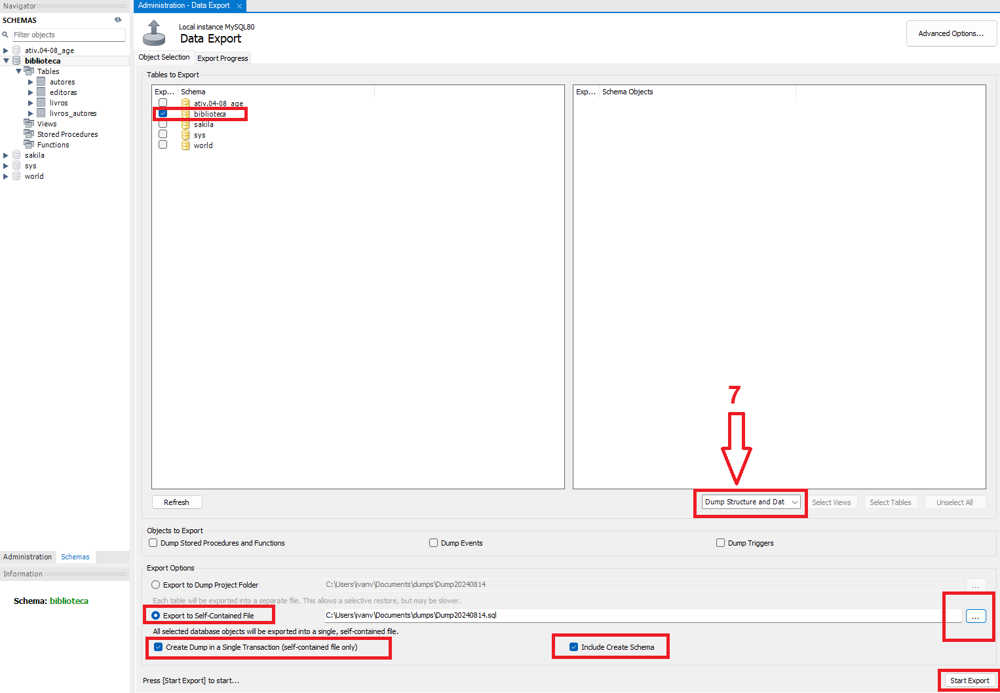 Navigator
SCHEMAS
Filter objects
ativ.04-08_age
biblioteca
Tables
autores
editoras
livros
livros_autores
Views
Stored Procedures
Functions
sakila
sys
world
Administration Schemas
Information
Schema: biblioteca
Administration - Data Export
Local instance MySQL80
Data Export
Advanced Options...
Object Selection Export Progress
Tables to Export
Exp... Schema
ativ.04-08_age
biblioteca
sakila
sys
world
Exp... Schema Objects
7
Refresh
Dump Structure and Dat
Select Views Select Tables Unselect All
Objects to Export
Dump Stored Procedures and Functions Dump Events Dump Triggers
Export Options
Export to Dump Project Folder C:\Users\ivanv\Documents\dumps\Dump20240814 ...
Each table will be exported into a separate file. This allows a selective restore, but may be slower.
Export to Self-Contained File C:\Users\ivanv\Documents\dumps\Dump20240814.sql ...
All selected database objects will be exported into a single, self-contained file.
Create Dump in a Single Transaction (self-contained file only) Include Create Schema
Press [Start Export] to start...
Start Export